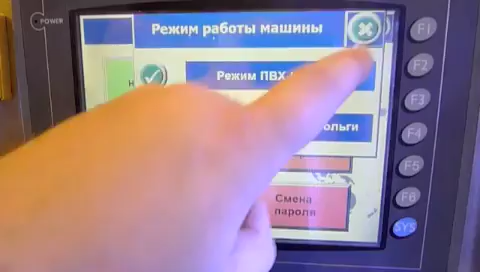 POWER
Режим работы машины
F1
F2
Режим ПВХ
F3
F4
F5
Смена
пароля
F6
SYS